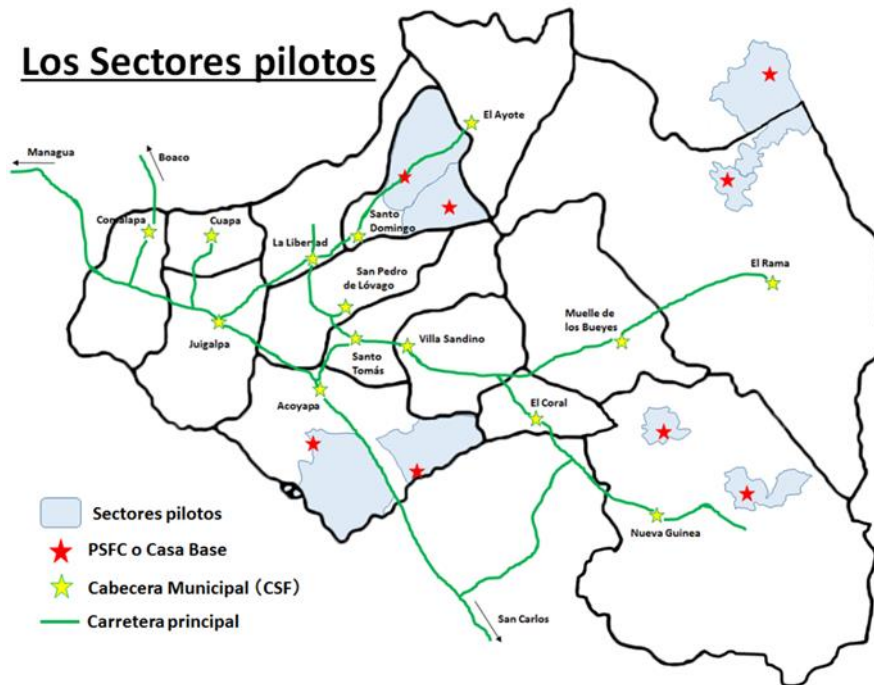 Los Sectores pilotos
El Ayote
Managua
Boaco
Comalapa
Cuapa
Santo
Domingo
La Libertad
San Pedro
de Lóvago
El Rama
Muelle de
los Bueyes
Juigalpa
Villa Sandino
Santo
Tomás
Acoyapa
El Coral
Sectores pilotos
PSFC o Casa Base
Nueva Guinea
Cabecera Municipal (CSF)
San Carlos
Carretera principal